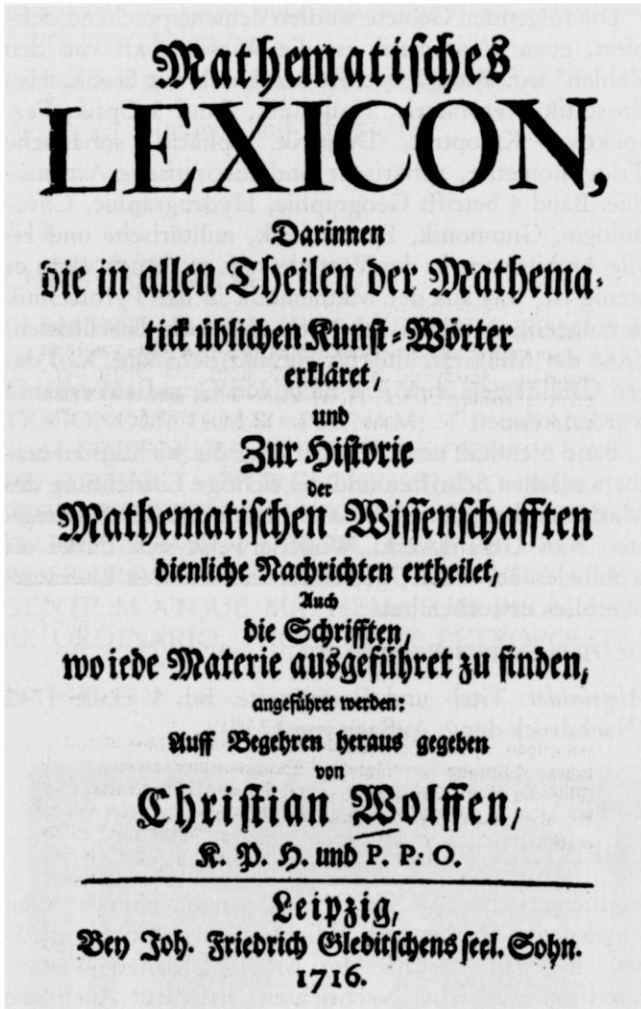 Mathematisches
LEXICON,
Darinnen
die in allen Theilen der Mathema-
tick üblichen Kunst-Wörter
erkläret,
und
Zur Historie
der
Mathematischen Wissenschafften
dienliche Nachrichten ertheilet,
Auch
die Schrifften
wo iede Materie ausgeführet zu finden,
angeführet werden:
Auff Begehren heraus gegeben
von
Christian Wolffen,
K. P. H. und P. P. O.
Leipzig,
Bey Joh. Friedrich Gleditschens seel. Sohn.
1716.